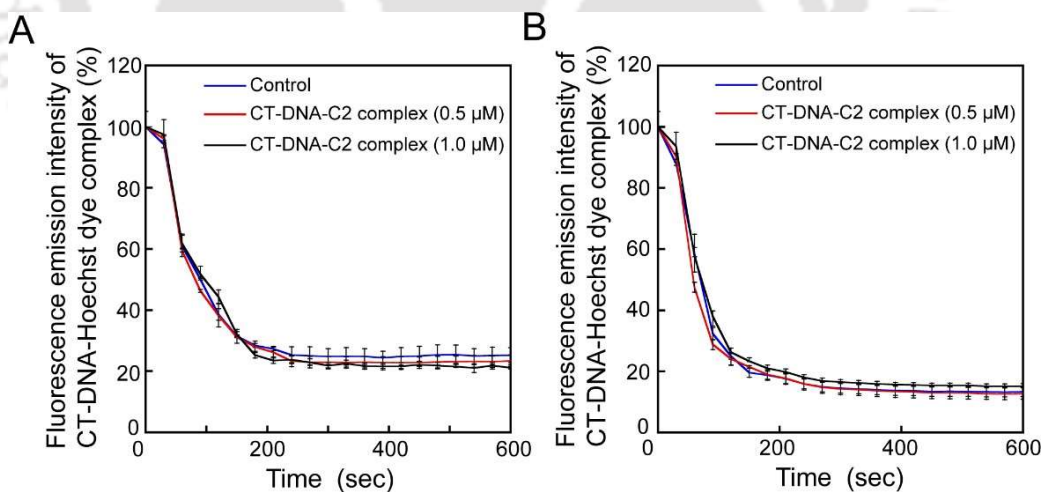 A
Fluorescence emission intensity of
CT-DNA-Hoechst dye complex (%)
120
100
80
60
40
20
0
0
200
400
600
Time (sec)
Control
CT-DNA-C2 complex (0.5 µM)
CT-DNA-C2 complex (1.0 µM)
B
Fluorescence emission intensity of
CT-DNA-Hoechst dye complex (%)
120
100
80
60
40
20
0
0
200
400
600
Time (sec)
Control
CT-DNA-C2 complex (0.5 µM)
CT-DNA-C2 complex (1.0 µM)